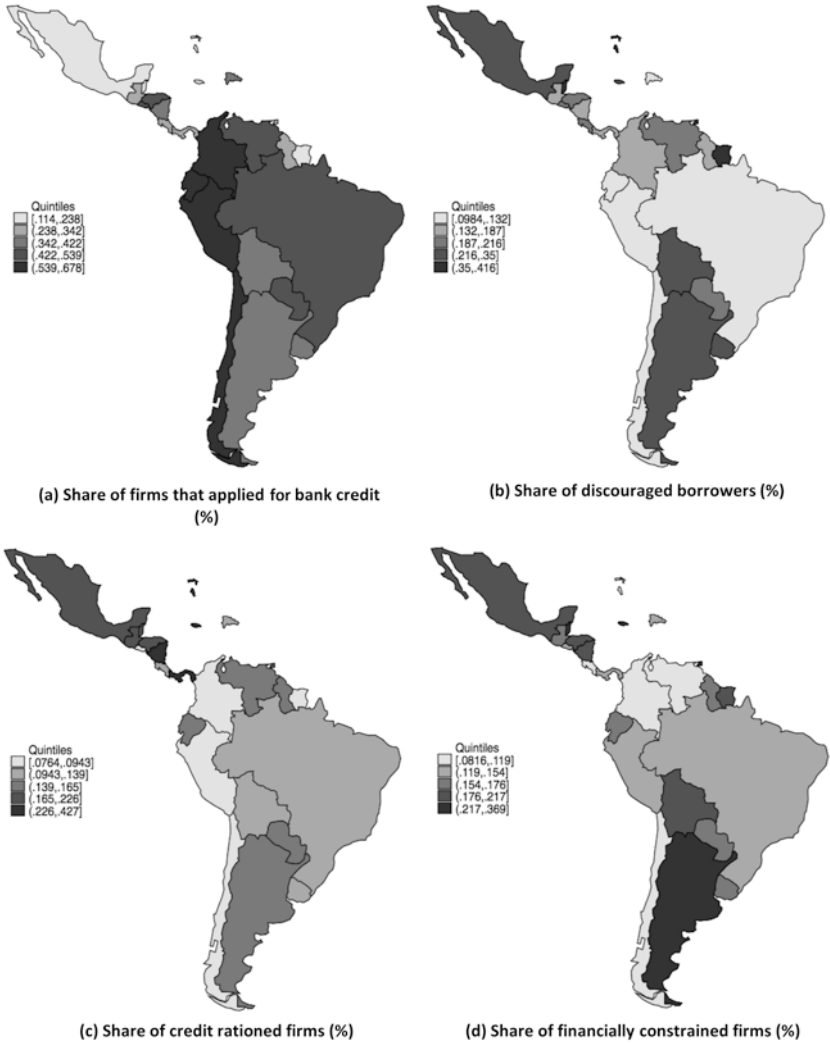 Quintiles
[.114,.238]
(.238,.342]
(.342,.422]
(.422,.539]
(.539,.678]
(a) Share of firms that applied for bank credit
(%)
Quintiles
[.0984,.132]
(.132,.187]
(.187,.216]
(.216,.35]
(.35,.416]
(b) Share of discouraged borrowers (%)
Quintiles
[.0764,.0943]
(.0943,.139]
(.139,.165]
(.165,.226]
(.226,.427]
(c) Share of credit rationed firms (%)
Quintiles
[.0816,.119]
(.119,.154]
(.154,.176]
(.176,.217]
(.217,.369]
(d) Share of financially constrained firms (%)